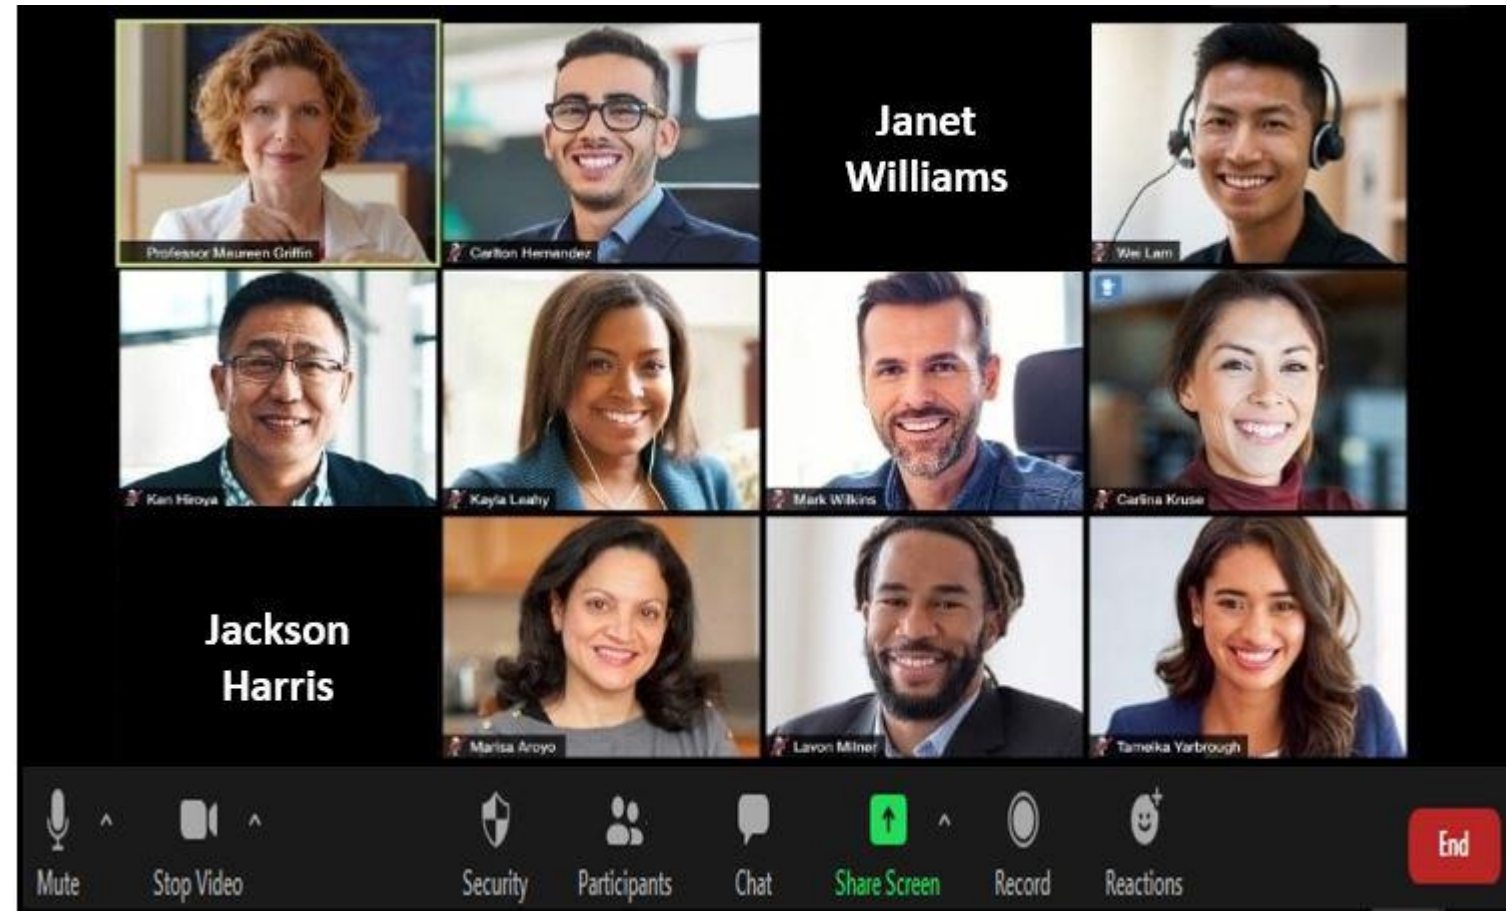 Professor Maureen Griffin
Carlton Hernandez
Janet
Williams
Wei Lam
Ken Hiroya
Kayla Leahy
Mark Wilkins
Carlina Kruse
Jackson
Harris
Marisa Aroyo
Lavon Milner
Tameika Yarbrough
Mute
Stop Video
Security
Participants
Chat
Share Screen
Record
Reactions
End